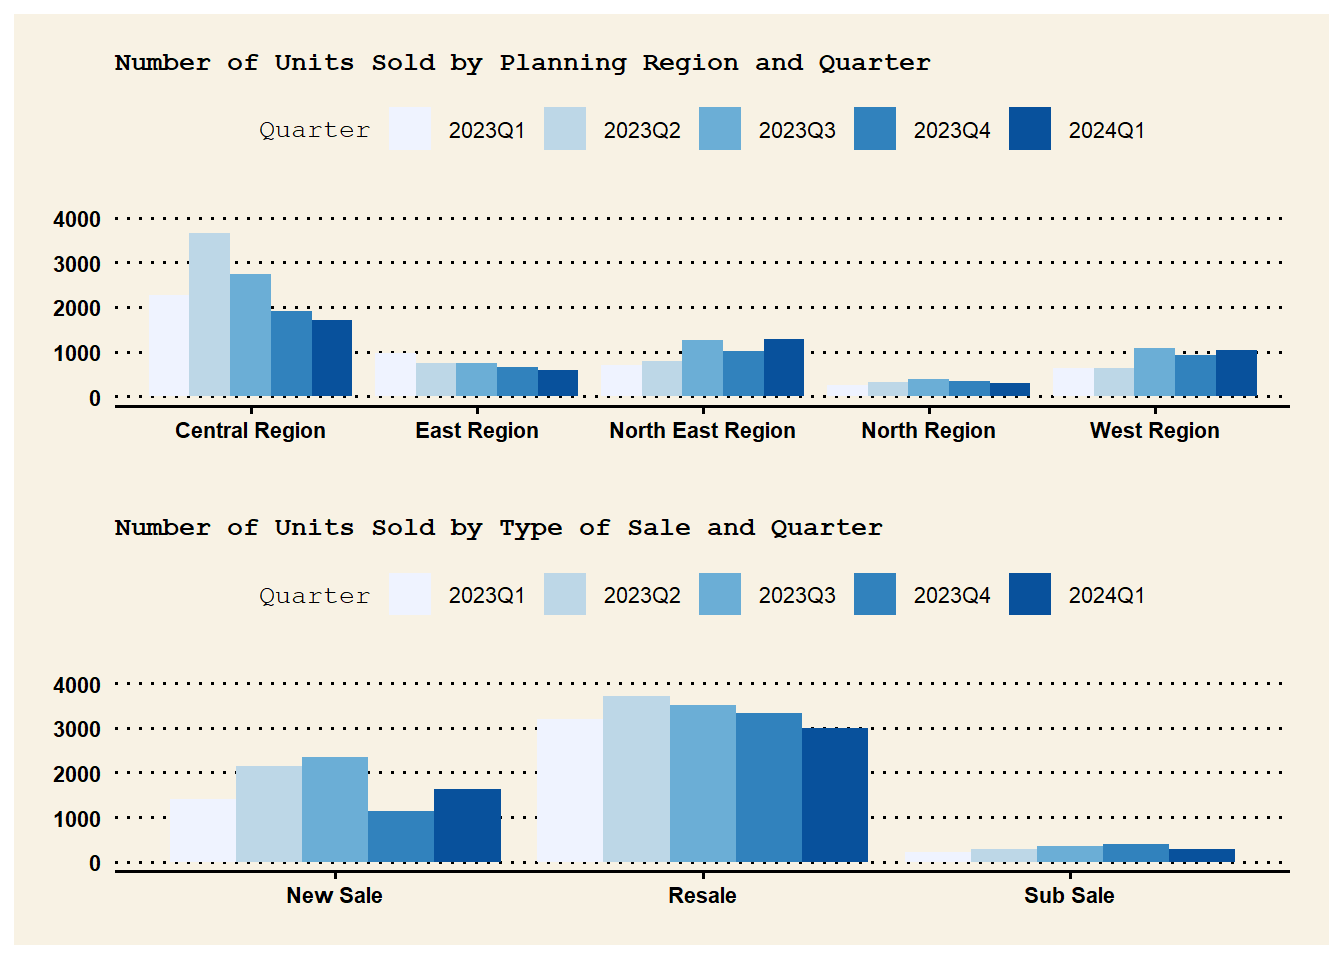 Number of Units Sold by Planning Region and Quarter
Quarter 2023Q1 2023Q2 2023Q3 2023Q4 2024Q1
4000
3000
2000
1000
0
Central Region East Region North East Region North Region West Region
Number of Units Sold by Type of Sale and Quarter
Quarter 2023Q1 2023Q2 2023Q3 2023Q4 2024Q1
4000
3000
2000
1000
0
New Sale Resale Sub Sale